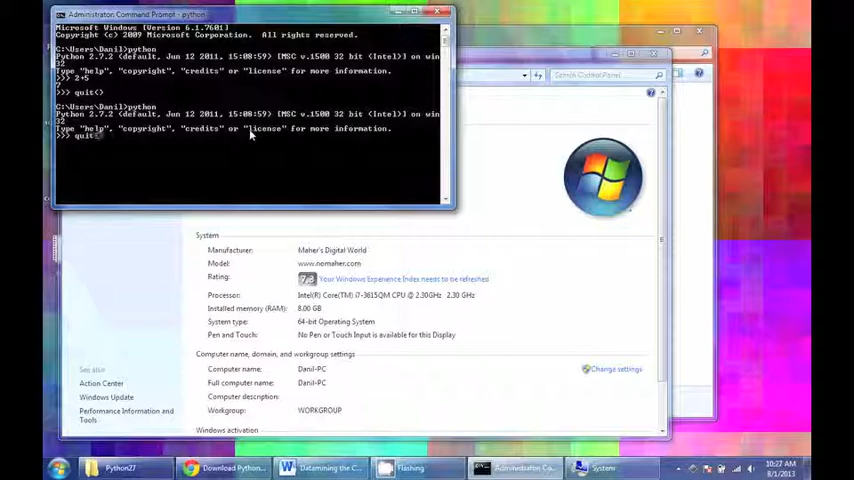 Administrator: Command Prompt - python
Microsoft Windows [Version 6.1.7601]
Copyright (c) 2009 Microsoft Corporation. All rights reserved.
C:\Users\Danil>python
Python 2.7.2 (default, Jun 12 2011, 15:08:59) [MSC v.1500 32 bit (Intel)] on win
32
Type "help", "copyright", "credits" or "license" for more information.
>>> 2+5
7
>>> quit()
C:\Users\Danil>python
Python 2.7.2 (default, Jun 12 2011, 15:08:59) [MSC v.1500 32 bit (Intel)] on win
32
Type "help", "copyright", "credits" or "license" for more information.
>>> quit
Search Control Panel
System
Manufacturer: Maher's Digital World
Model: www.nomaher.com
Rating: 7.3 Your Windows Experience Index needs to be refreshed
Processor: Intel(R) Core(TM) i7-3615QM CPU @ 2.30GHz 2.30 GHz
Installed memory (RAM): 8.00 GB
System type: 64-bit Operating System
Pen and Touch: No Pen or Touch Input is available for this Display
Computer name, domain, and workgroup settings
Computer name: Danil-PC
Change settings
Full computer name: Danil-PC
Computer description:
Workgroup: WORKGROUP
Windows activation
See also
Action Center
Windows Update
Performance Information and
Tools
Python27
Download Python...
Datamining the C...
Flashing
Administrator: Co...
System
10:27 AM
8/1/2013